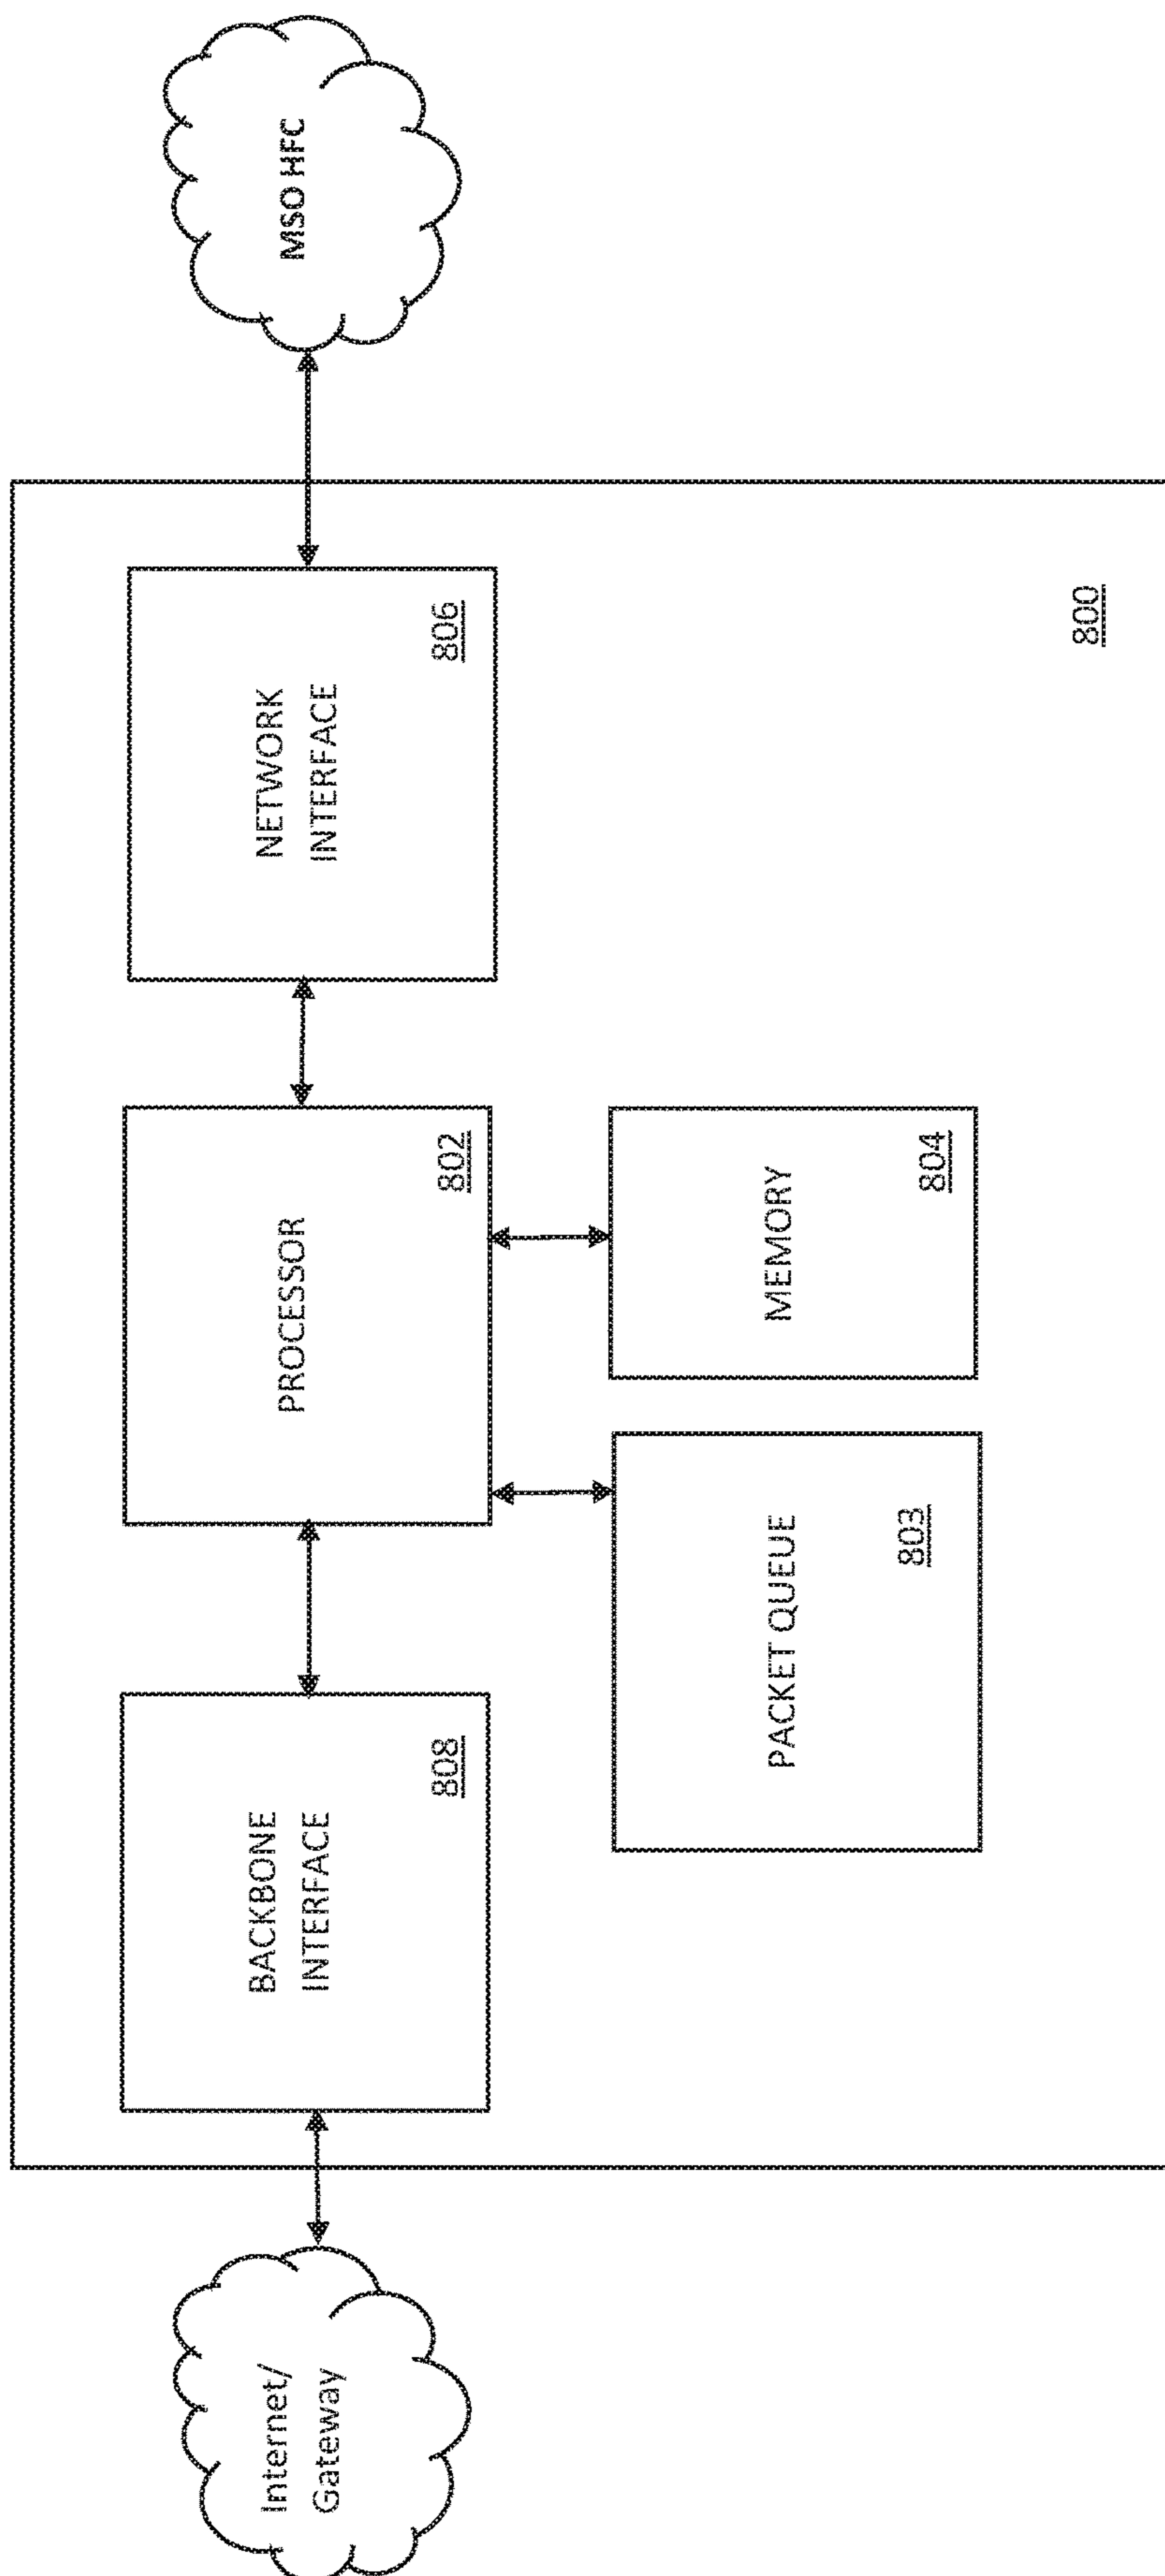 Internet/
Gateway
BACKBONE
INTERFACE
808
PROCESSOR
802
NETWORK
INTERFACE
806
MSO HFC
PACKET QUEUE
803
MEMORY
804
800